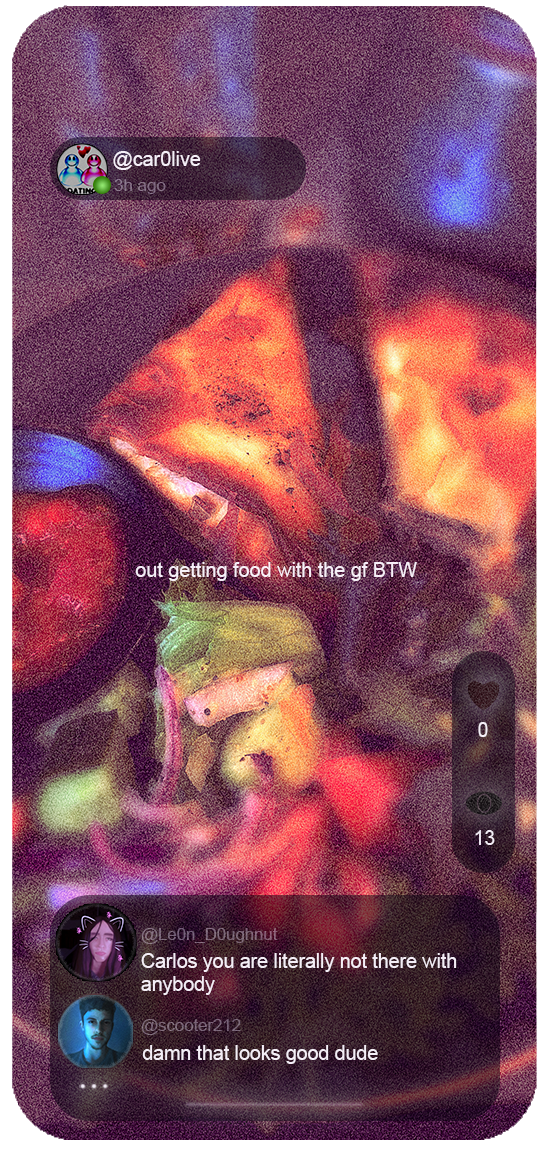 @car0live
3h ago
DATING
out getting food with the gf BTW
0
13
@Le0n_D0ughnut
Carlos you are literally not there with
anybody
@scooter212
damn that looks good dude